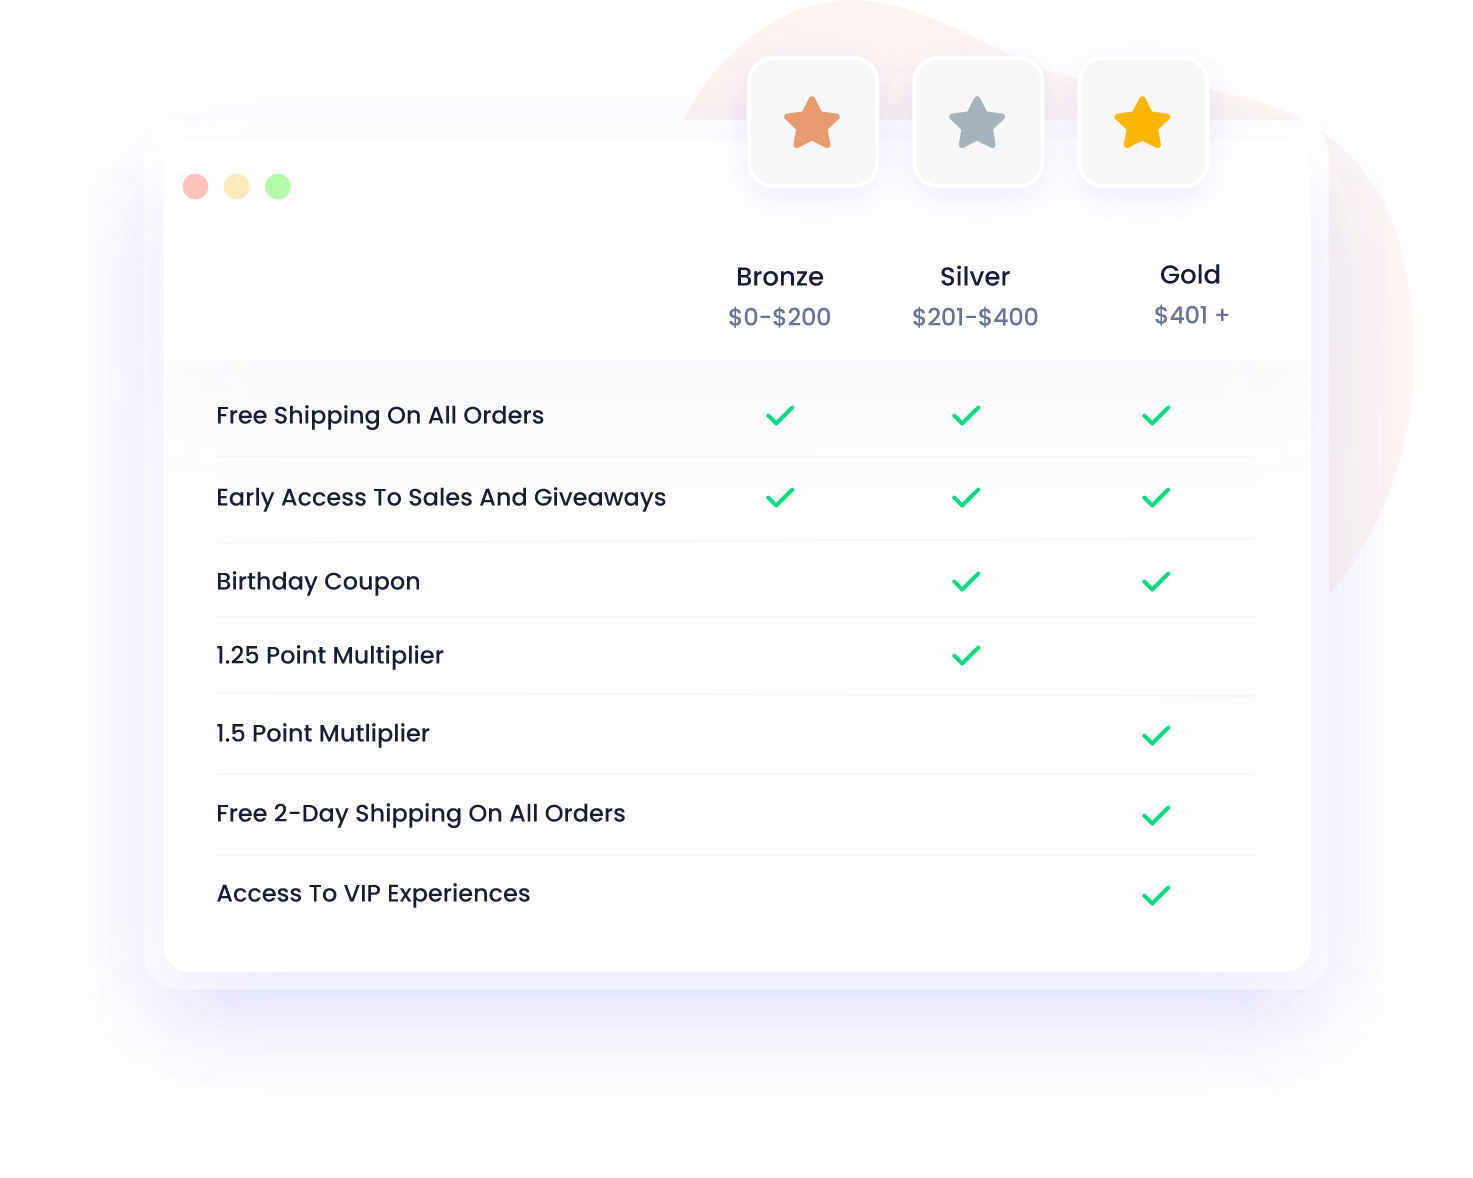 Bronze Silver Gold
$0-$200 $201-$400 $401 +
Free Shipping On All Orders
Early Access To Sales And Giveaways
Birthday Coupon
1.25 Point Multiplier
1.5 Point Mutliplier
Free 2-Day Shipping On All Orders
Access To VIP Experiences